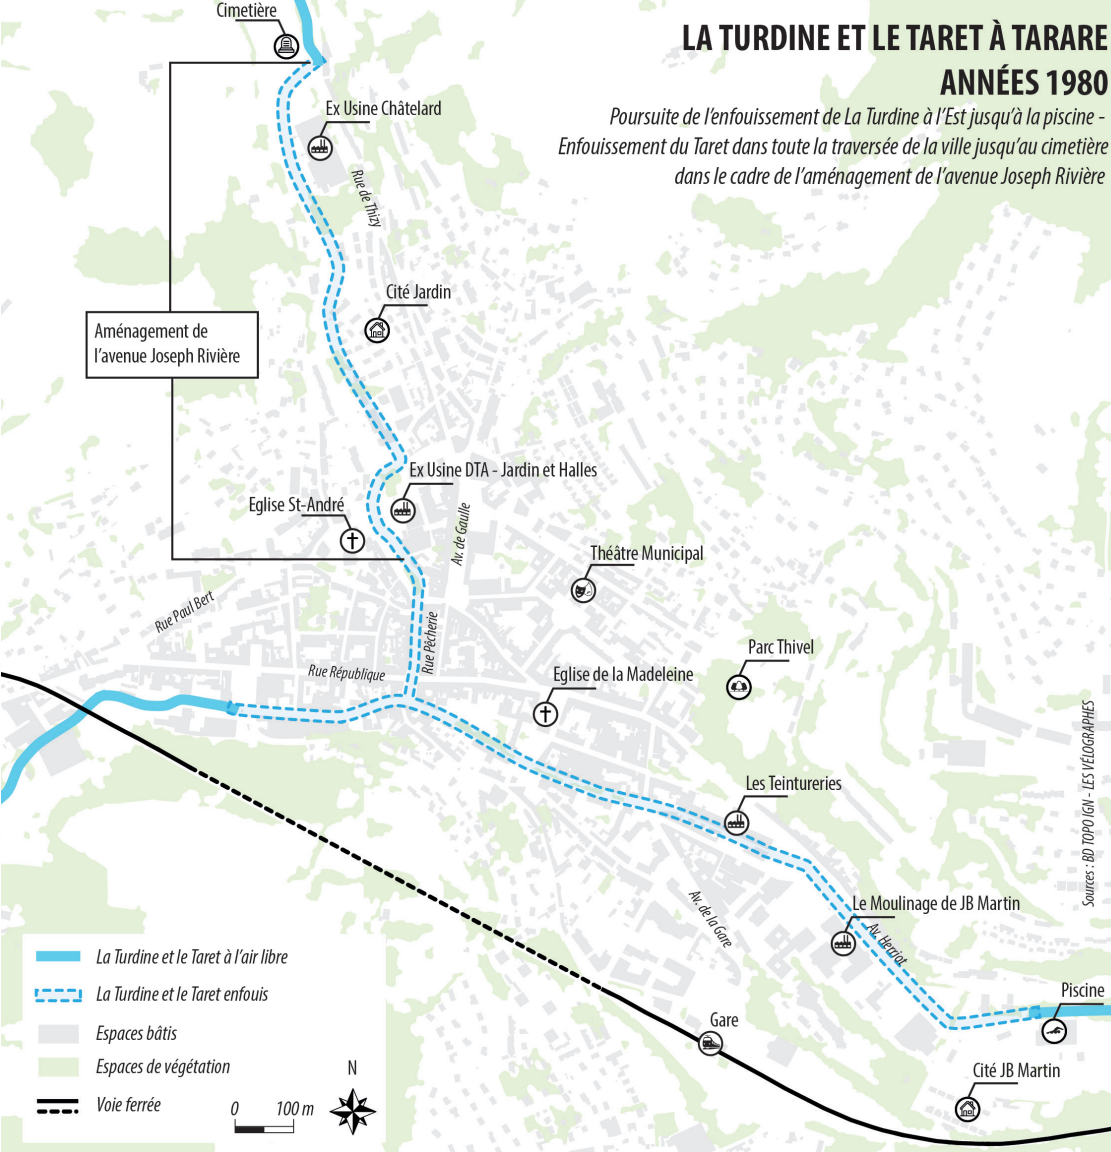 LA TURDINE ET LE TARET À TARARE
ANNÉES 1980
Poursuite de l'enfouissement de La Turdine à l'Est jusqu'à la piscine -
Enfouissement du Taret dans toute la traversée de la ville jusqu'au cimetière
dans le cadre de l'aménagement de l'avenue Joseph Rivière
Cimetière
Ex Usine Châtelard
Rue de Thizy
Cité Jardin
Aménagement de
l'avenue Joseph Rivière
Ex Usine DTA - Jardin et Halles
Eglise St-André
Av. de Gaulle
Théâtre Municipal
Rue Paul Bert
Rue Pêcherie
Rue République
Eglise de la Madeleine
Parc Thivel
Les Teintureries
Av. de la Gare
Le Moulinage de JB Martin
Av. Herriot
Piscine
Gare
Cité JB Martin
Sources : BD TOPO IGN - LES VÉLOGRAPHES
La Turdine et le Taret à l'air libre
La Turdine et le Taret enfouis
Espaces bâtis
Espaces de végétation
Voie ferrée
0 100 m
N